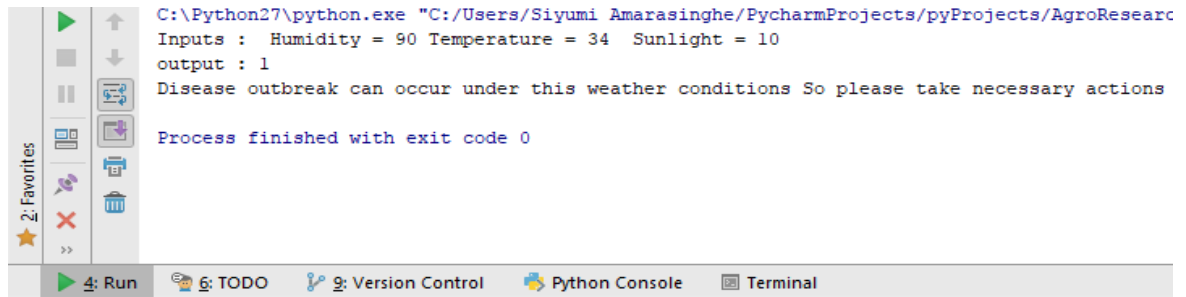 C:\Python27\python.exe "C:/Users/Siyumi Amarasinghe/PycharmProjects/pyProjects/AgroResearc
Inputs :  Humidity = 90 Temperature = 34  Sunlight = 10
output : 1
Disease outbreak can occur under this weather conditions So please take necessary actions
Process finished with exit code 0
2: Favorites
>>
4: Run
6: TODO
9: Version Control
Python Console
Terminal